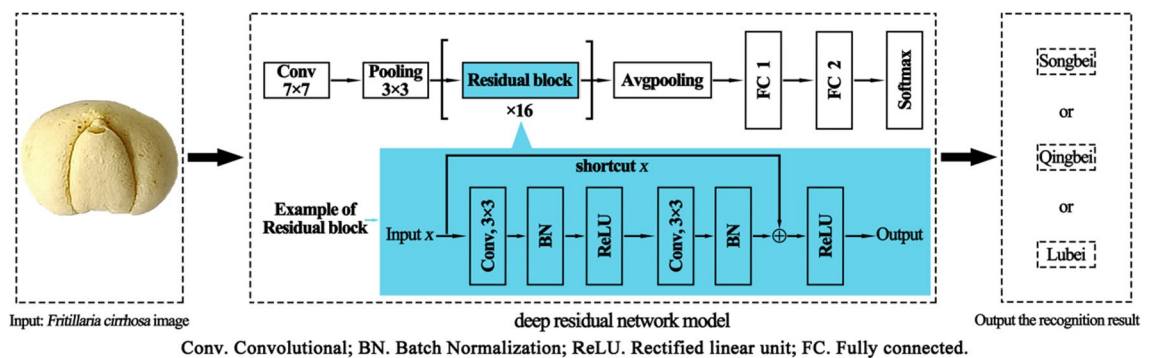 Conv
7×7
Pooling
3×3
Residual block
×16
Avgpooling
FC 1
FC 2
Softmax
Songbei
or
Qingbei
or
Lubei
shortcut x
Example of
Residual block
Input x
Conv, 3×3
BN
ReLU
Conv, 3×3
BN
ReLU
Output
Input: Fritillaria cirrhosa image
deep residual network model
Output the recognition result
Conv. Convolutional; BN. Batch Normalization; ReLU. Rectified linear unit; FC. Fully connected.